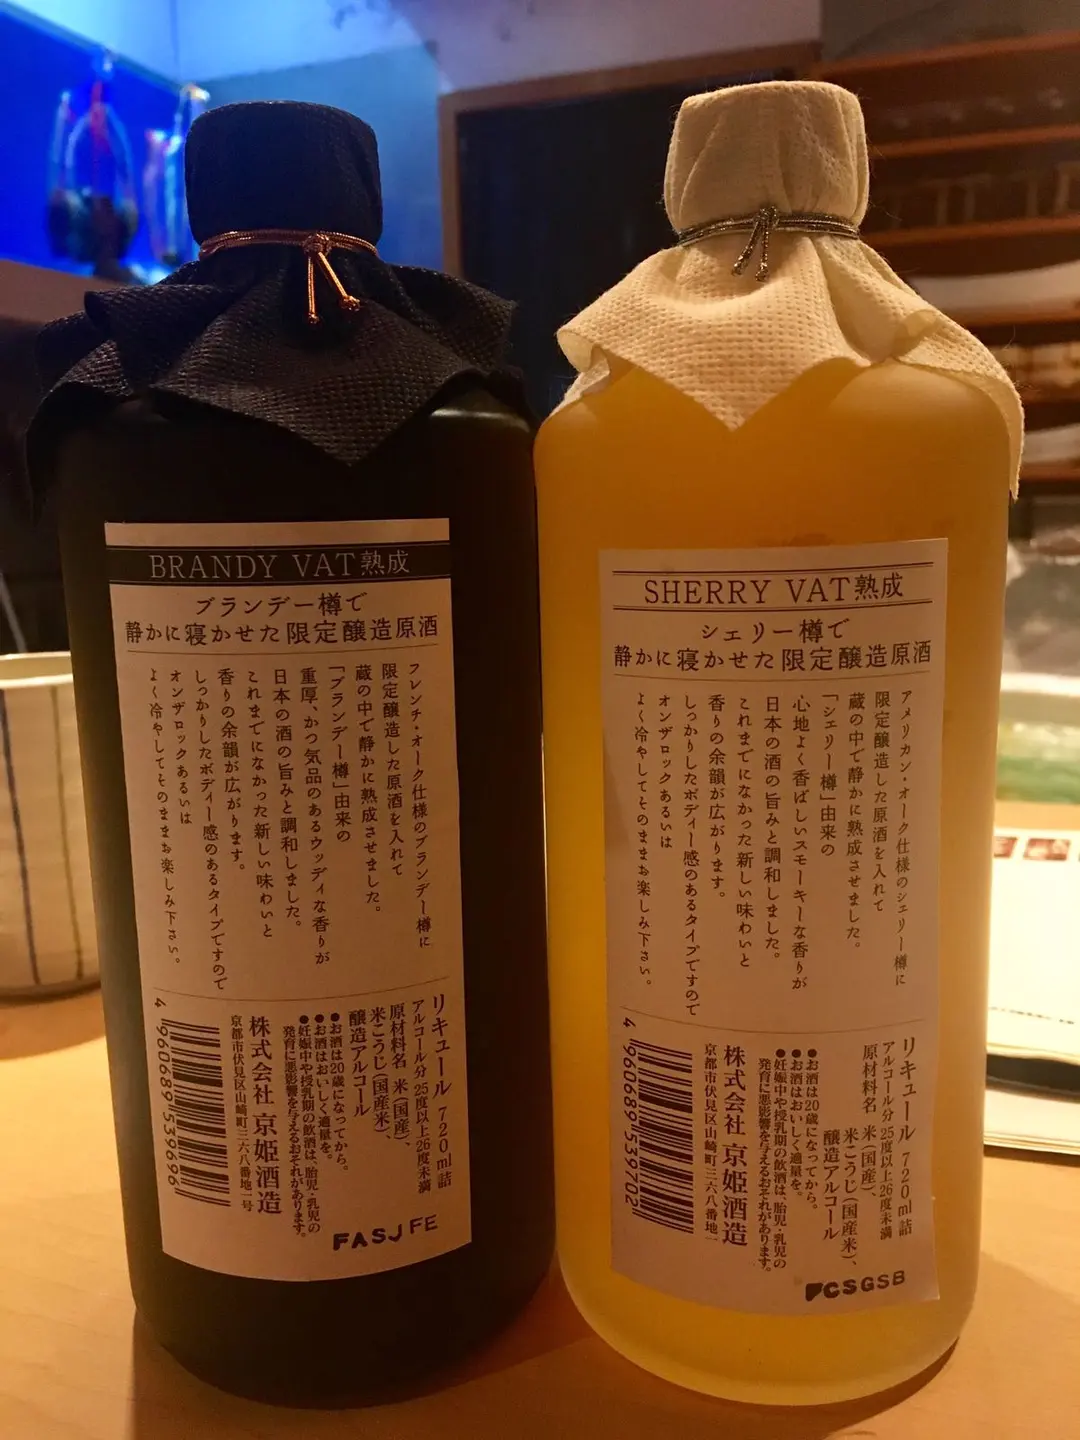 BRANDY VAT熟成
ブランデー樽で
静かに寝かせた限定醸造原酒
フレンチ・オーク仕様のブランデー樽に
限定醸造した原酒を入れて
蔵の中で静かに熟成させました。
「ブランデー樽」由来の
重厚、かつ気品のあるウッディな香りが
日本の酒の旨みと調和しました。
これまでになかった新しい味わいと
香りの余韻が広がります。
しっかりしたボディー感のあるタイプですので
オンザロックあるいは
よく冷やしてそのままお楽しみ下さい。
リキュール 720ml詰
アルコール分 25度以上26度未満
原材料名 米(国産)、
米こうじ(国産米)、
醸造アルコール
●お酒は20歳になってから。
●お酒はおいしく適量を。
●妊娠中や授乳期の飲酒は、胎児・乳児の
発育に悪影響を与えるおそれがあります。
株式会社 京姫酒造
京都市伏見区山崎町三六八番地一号
4 960689 539696
FASJFE
SHERRY VAT熟成
シェリー樽で
静かに寝かせた限定醸造原酒
アメリカン・オーク仕様のシェリー樽に
限定醸造した原酒を入れて
蔵の中で静かに熟成させました。
「シェリー樽」由来の
心地よく香ばしいスモーキーな香りが
日本の酒の旨みと調和しました。
これまでになかった新しい味わいと
香りの余韻が広がります。
しっかりしたボディー感のあるタイプですので
オンザロックあるいは
よく冷やしてそのままお楽しみ下さい。
リキュール 720ml詰
アルコール分 25度以上26度未満
原材料名 米(国産)、
米こうじ(国産米)、
醸造アルコール
●お酒は20歳になってから。
●お酒はおいしく適量を。
●妊娠中や授乳期の飲酒は、胎児・乳児の
発育に悪影響を与えるおそれがあります。
株式会社 京姫酒造
京都市伏見区山崎町三六八番地一
4 960689 539702
CSGSB